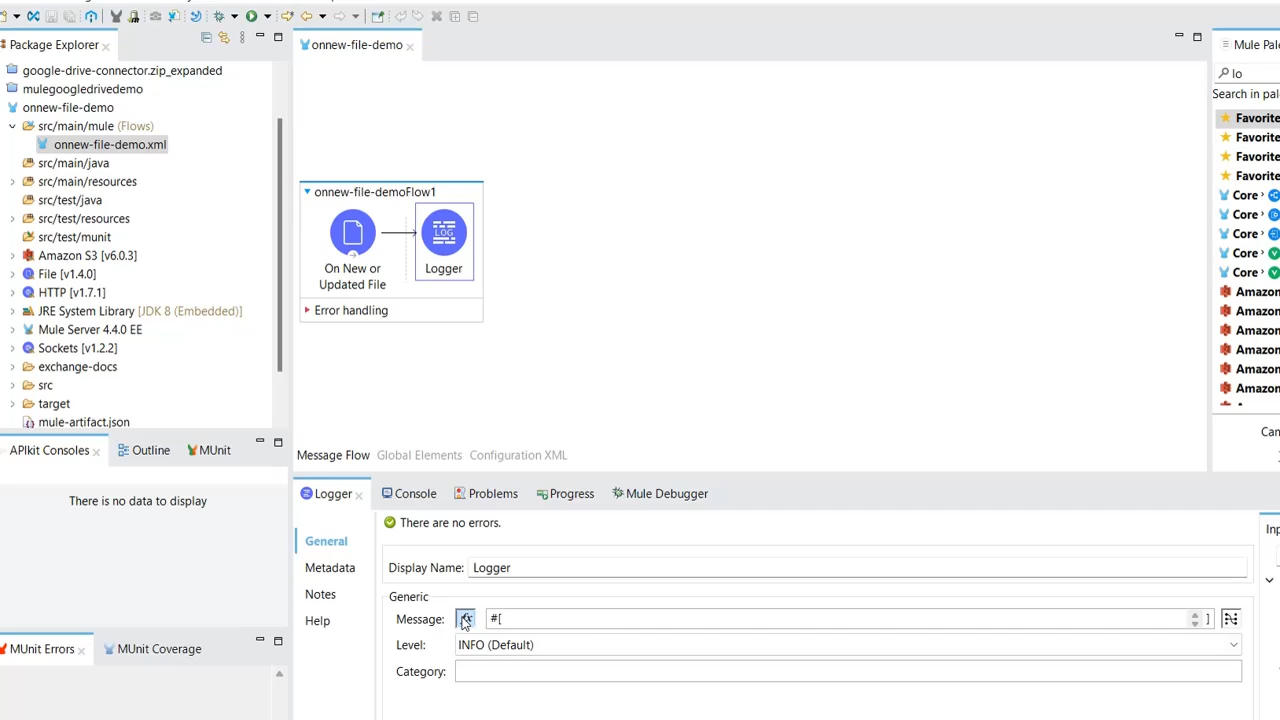 Package Explorer
onnew-file-demo
Mule Pale
google-drive-connector.zip_expanded
mulegoogledrivedemo
onnew-file-demo
src/main/mule (Flows)
onnew-file-demo.xml
src/main/java
src/main/resources
src/test/java
src/test/resources
src/test/munit
Amazon S3 [v6.0.3]
File [v1.4.0]
HTTP [v1.7.1]
JRE System Library [JDK 8 (Embedded)]
Mule Server 4.4.0 EE
Sockets [v1.2.2]
exchange-docs
src
target
mule-artifact.json
onnew-file-demoFlow1
LOG
On New or
Updated File
Logger
Error handling
lo
Search in pal
Favorite
Favorite
Favorite
Favorite
Core
Core
Core
Core
Core
Amazon
Amazon
Amazon
Amazon
Amazon
Amazon
Can
Message Flow Global Elements Configuration XML
APIkit Consoles Outline MUnit
There is no data to display
MUnit Errors MUnit Coverage
Logger Console Problems Progress Mule Debugger
There are no errors.
General
Metadata
Notes
Help
Display Name: Logger
Generic
Message: #[ ]
Level: INFO (Default)
Category:
Inp